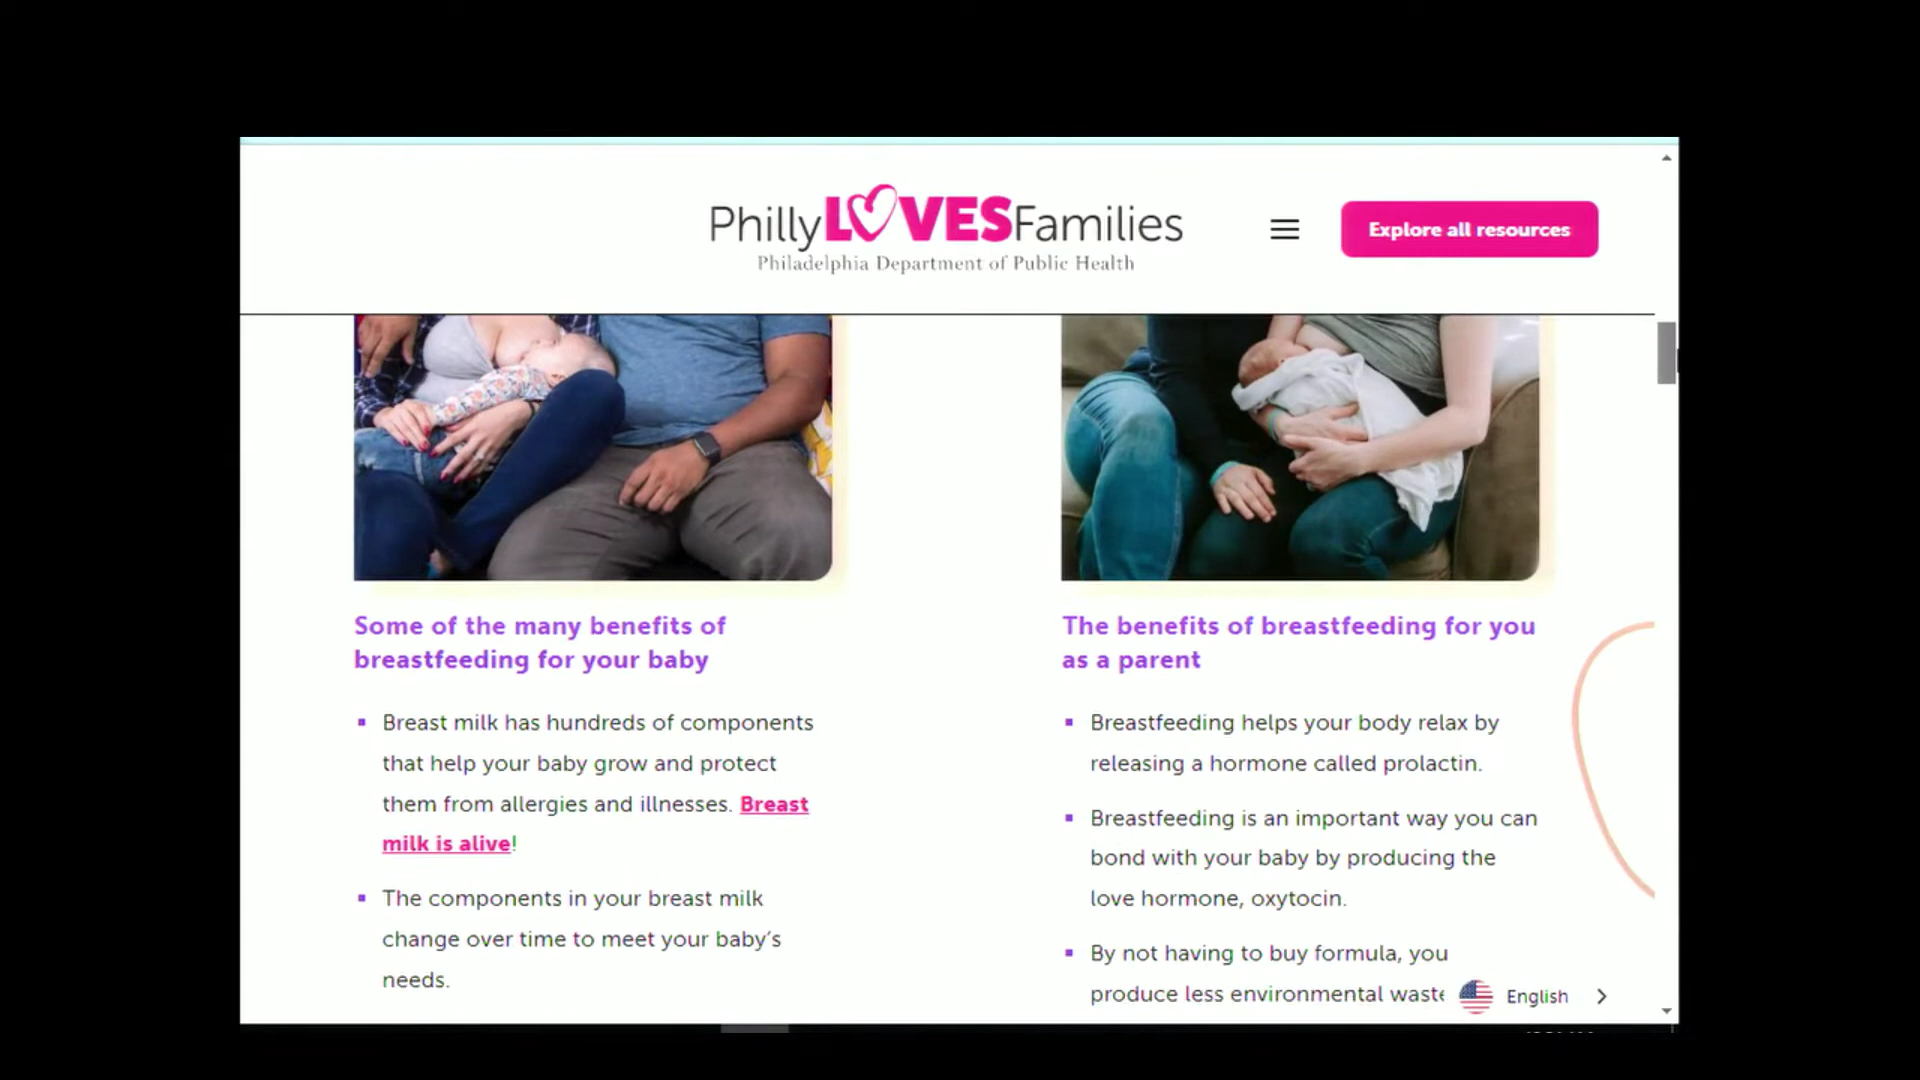 PhillyLOVESFamilies
Philadelphia Department of Public Health
Explore all resources
Some of the many benefits of
breastfeeding for your baby
Breast milk has hundreds of components
that help your baby grow and protect
them from allergies and illnesses. Breast
milk is alive!
The components in your breast milk
change over time to meet your baby's
needs.
The benefits of breastfeeding for you
as a parent
Breastfeeding helps your body relax by
releasing a hormone called prolactin.
Breastfeeding is an important way you can
bond with your baby by producing the
love hormone, oxytocin.
By not having to buy formula, you
produce less environmental waste
English